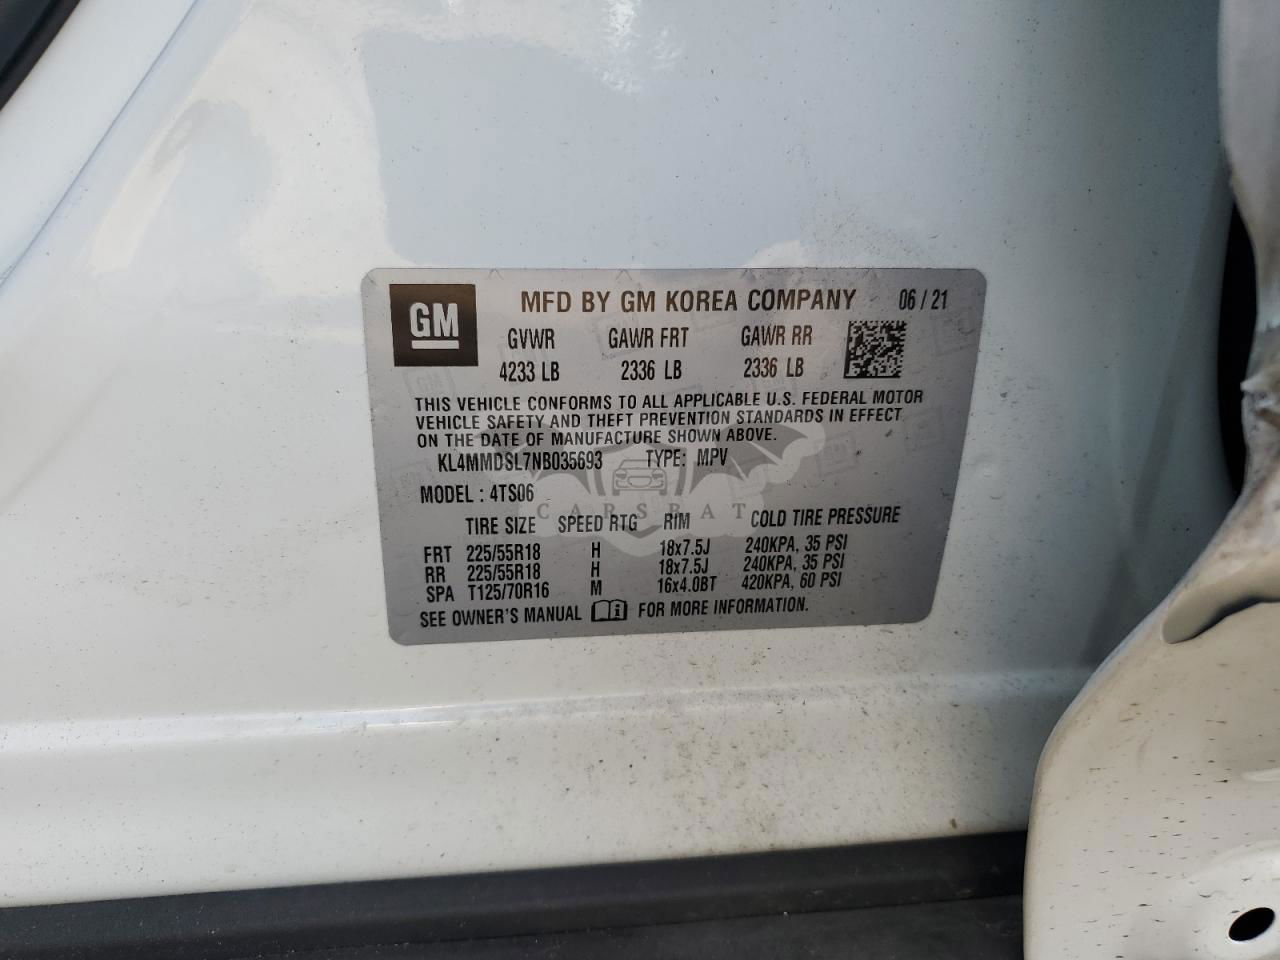 GM
MFD BY GM KOREA COMPANY 06 / 21
GVWR GAWR FRT GAWR RR
4233 LB 2336 LB 2336 LB
THIS VEHICLE CONFORMS TO ALL APPLICABLE U.S. FEDERAL MOTOR
VEHICLE SAFETY AND THEFT PREVENTION STANDARDS IN EFFECT
ON THE DATE OF MANUFACTURE SHOWN ABOVE.
KL4MMDSL7NB035693 TYPE: MPV
MODEL : 4TS06
CARSBAT
TIRE SIZE SPEED RTG RIM COLD TIRE PRESSURE
FRT 225/55R18 H 18x7.5J 240KPA, 35 PSI
RR 225/55R18 H 18x7.5J 240KPA, 35 PSI
SPA T125/70R16 M 16x4.0BT 420KPA, 60 PSI
SEE OWNER'S MANUAL FOR MORE INFORMATION.